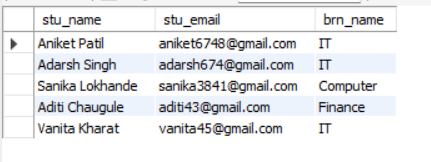 stu_name stu_email brn_name
Aniket Patil aniket6748@gmail.com IT
Adarsh Singh adarsh674@gmail.com IT
Sanika Lokhande sanika3841@gmail.com Computer
Aditi Chaugule aditi43@gmail.com Finance
Vanita Kharat vanita45@gmail.com IT